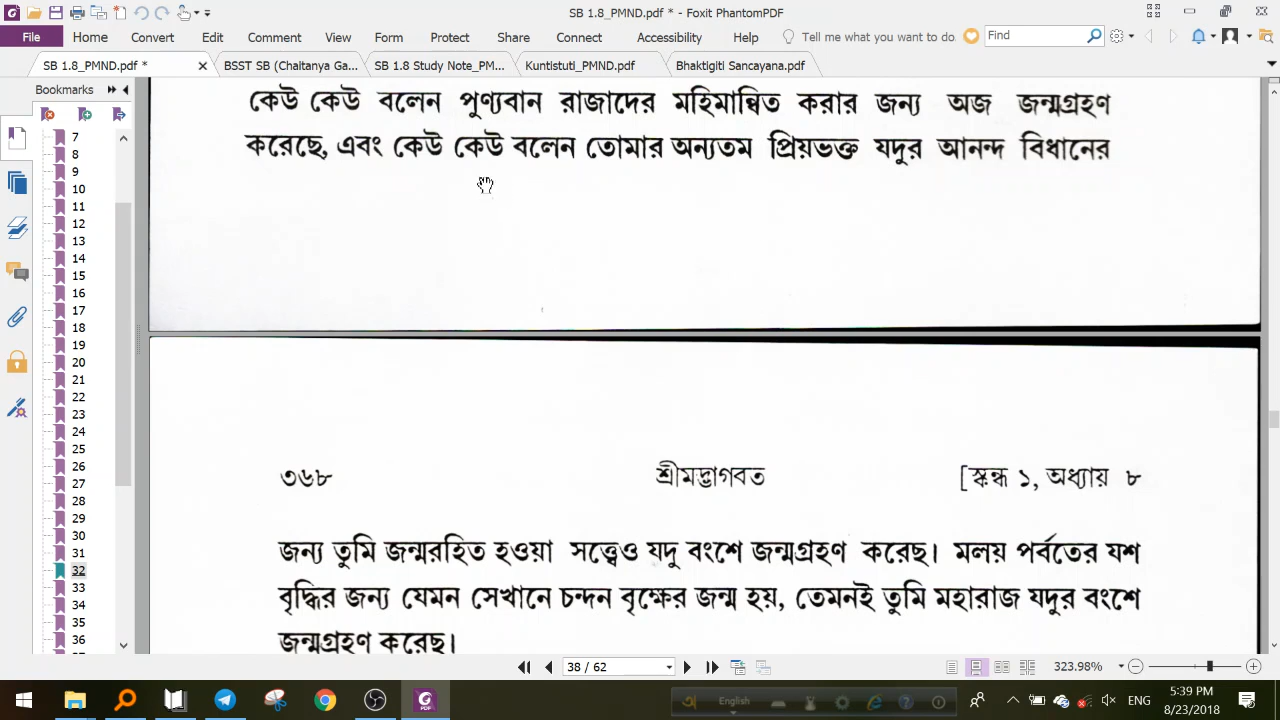 SB 1.8_PMND.pdf * - Foxit PhantomPDF
File Home Convert Edit Comment View Form Protect Share Connect Accessibility Help Tell me what you want to do.. Find
SB 1.8_PMND.pdf * BSST SB (Chaitanya Ga... SB 1.8 Study Note_PM... Kuntistuti_PMND.pdf Bhaktigiti Sancayana.pdf
Bookmarks
7
8
9
10
11
12
13
14
15
16
17
18
19
20
21
22
23
24
25
26
27
28
29
30
31
32
33
34
35
36
কেউ কেউ বলেন পুণ্যবান রাজাদের মহিমান্বিত করার জন্য অজ জন্মগ্রহণ
করেছে, এবং কেউ কেউ বলেন তোমার অন্যতম প্রিয়ভক্ত যদুর আনন্দ বিধানের
৩৬৮ শ্রীমদ্ভাগবত [স্কন্ধ ১, অধ্যায় ৮
জন্য তুমি জন্মরহিত হওয়া সত্ত্বেও যদু বংশে জন্মগ্রহণ করেছ। মলয় পর্বতের যশ
বৃদ্ধির জন্য যেমন সেখানে চন্দন বৃক্ষের জন্ম হয়, তেমনই তুমি মহারাজ যদুর বংশে
জন্মগ্রহণ করেছ।
38 / 62 323.98%
English
ENG 5:39 PM
8/23/2018